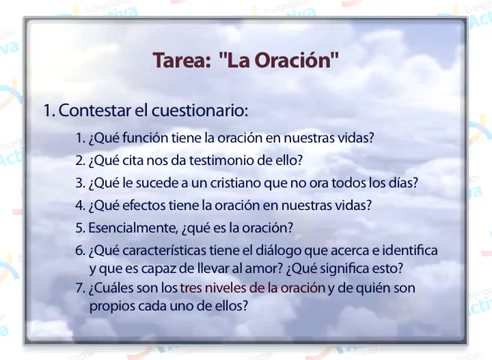 Tarea: "La Oración"
1. Contestar el cuestionario:
1. ¿Qué función tiene la oración en nuestras vidas?
2. ¿Qué cita nos da testimonio de ello?
3. ¿Qué le sucede a un cristiano que no ora todos los días?
4. ¿Qué efectos tiene la oración en nuestras vidas?
5. Esencialmente, ¿qué es la oración?
6. ¿Qué características tiene el diálogo que acerca e identifica
y que es capaz de llevar al amor? ¿Qué significa esto?
7. ¿Cuáles son los tres niveles de la oración y de quién son
propios cada uno de ellos?